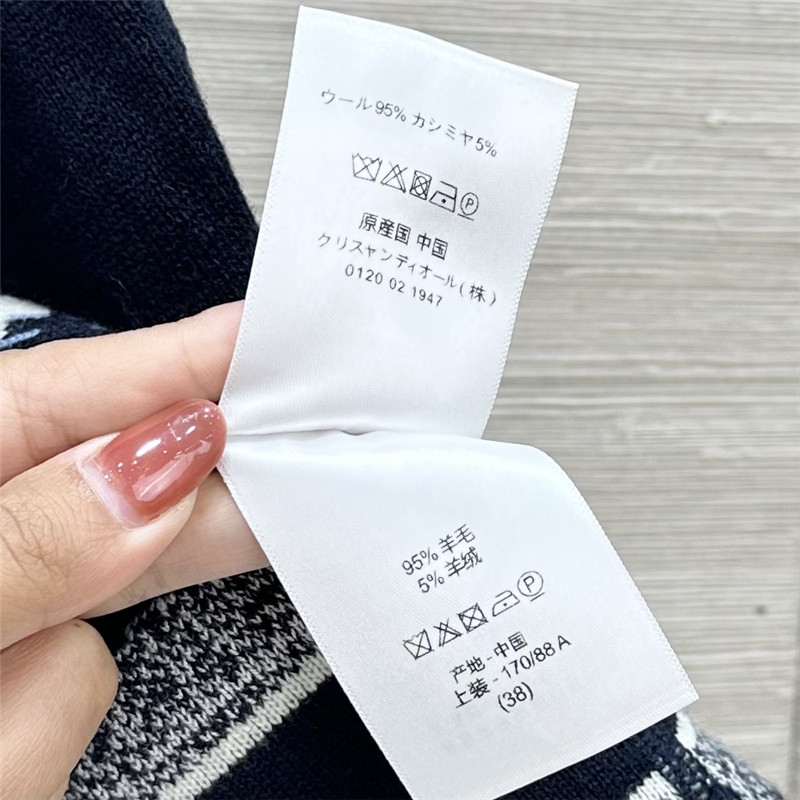 ウール95% カシミヤ5%
P
原産国 中国
クリスャンディオール(株)
0120 02 1947
95% 羊毛
5% 羊绒
P
产地-中国
上装-170/88A
(38)